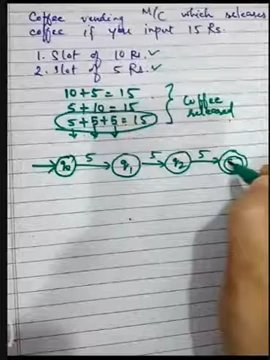 Coffee vending M/C which releases
coffee if you input 15 Rs.
1. Slot of 10 Rs. ✓
2. Slot of 5 Rs. ✓
10 + 5 = 15
5 + 10 = 15
5 + 5 + 5 = 15
Coffee
released
q0 5 q1 5 q2 5